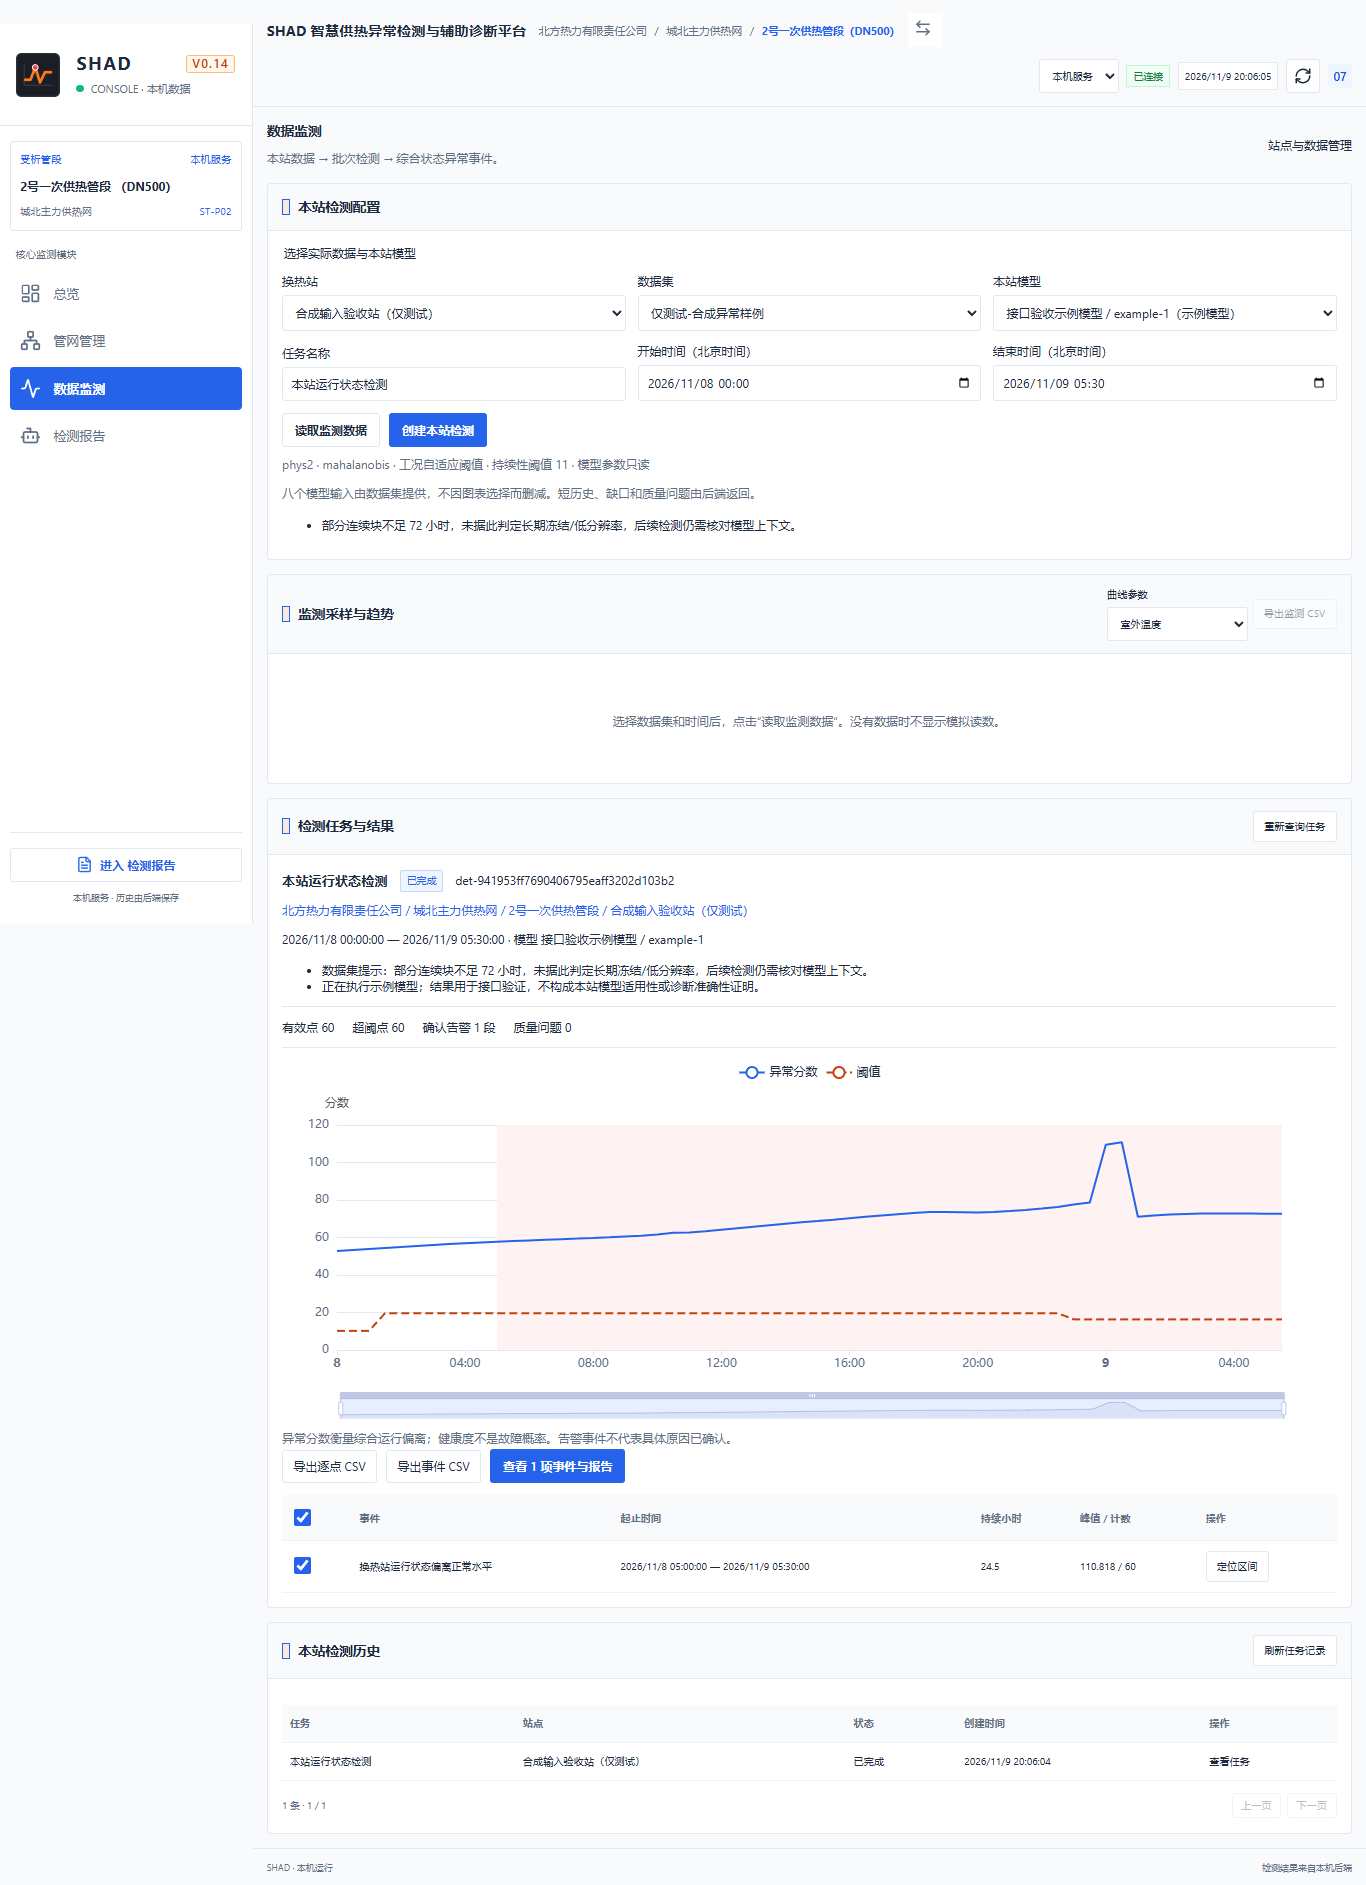 SHAD 智慧供热异常检测与辅助诊断平台 北方热力有限责任公司 / 城北主力供热网 / 2号一次供热管段（DN500）
本机服务 已连接 2026/11/9 20:06:05 07
SHAD V0.14
CONSOLE · 本机数据
受析管段 本机服务
2号一次供热管段 （DN500）
城北主力供热网 ST-P02
核心监测模块
总览
管网管理
数据监测
检测报告
进入 检测报告
本机服务 · 历史由后端保存
数据监测
本站数据 → 批次检测 → 综合状态异常事件。
站点与数据管理
本站检测配置
选择实际数据与本站模型
换热站 数据集 本站模型
合成输入验收站（仅测试） 仅测试-合成异常样例 接口验收示例模型 / example-1（示例模型）
任务名称 开始时间（北京时间） 结束时间（北京时间）
本站运行状态检测 2026/11/08 00:00 2026/11/09 05:30
读取监测数据 创建本站检测
phys2 · mahalanobis · 工况自适应阈值 · 持续性阈值 11 · 模型参数只读
八个模型输入由数据集提供，不因图表选择而删减。短历史、缺口和质量问题由后端返回。
• 部分连续块不足 72 小时，未据此判定长期冻结/低分辨率，后续检测仍需核对模型上下文。
监测采样与趋势
曲线参数
室外温度 导出监测 CSV
选择数据集和时间后，点击“读取监测数据”。没有数据时不显示模拟读数。
检测任务与结果 重新查询任务
本站运行状态检测 已完成 det-941953ff7690406795eaff3202d103b2
北方热力有限责任公司 / 城北主力供热网 / 2号一次供热管段 / 合成输入验收站（仅测试）
2026/11/8 00:00:00 — 2026/11/9 05:30:00 · 模型 接口验收示例模型 / example-1
• 数据集提示：部分连续块不足 72 小时，未据此判定长期冻结/低分辨率，后续检测仍需核对模型上下文。
• 正在执行示例模型；结果用于接口验证，不构成本站模型适用性或诊断准确性证明。
有效点 60 超阈点 60 确认告警 1 段 质量问题 0
异常分数 阈值
分数
120
100
80
60
40
20
0
8 04:00 08:00 12:00 16:00 20:00 9 04:00
异常分数衡量综合运行偏离；健康度不是故障概率。告警事件不代表具体原因已确认。
导出逐点 CSV 导出事件 CSV 查看 1 项事件与报告
事件 起止时间 持续小时 峰值 / 计数 操作
换热站运行状态偏离正常水平 2026/11/8 05:00:00 — 2026/11/9 05:30:00 24.5 110.818 / 60 定位区间
本站检测历史 刷新任务记录
任务 站点 状态 创建时间 操作
本站运行状态检测 合成输入验收站（仅测试） 已完成 2026/11/9 20:06:04 查看任务
1 条 · 1 / 1 上一页 下一页
SHAD · 本机运行 检测结果来自本机后端